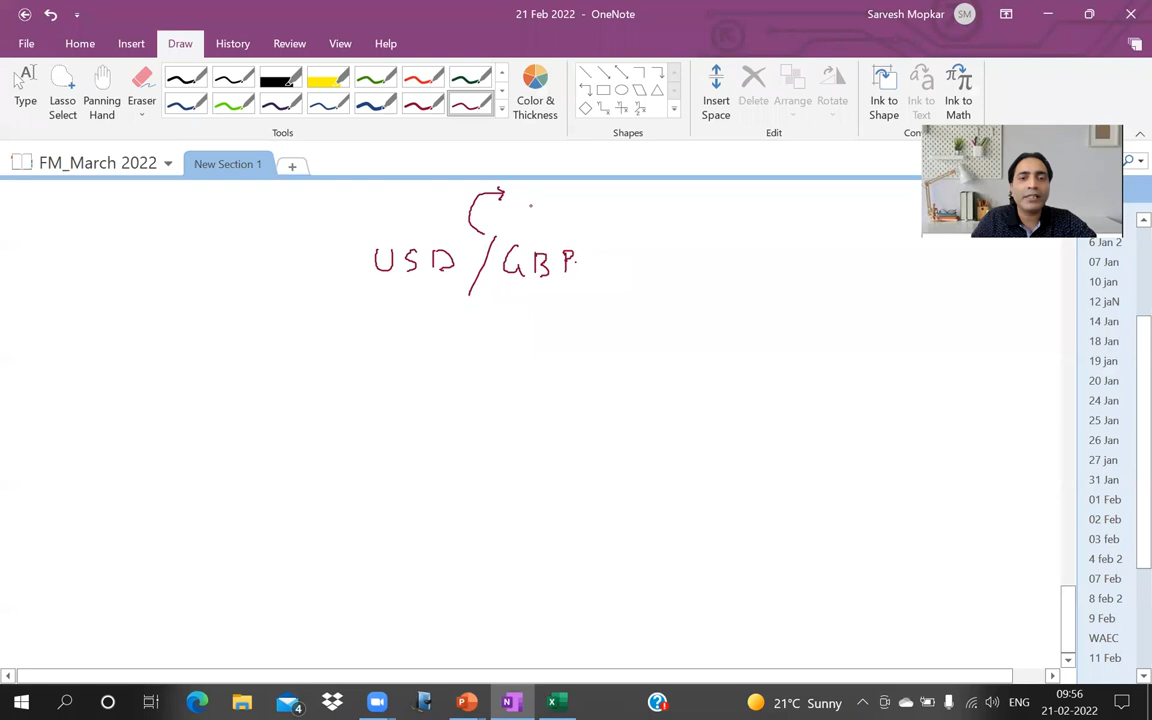 21 Feb 2022 - OneNote
Sarvesh Mopkar SM
File Home Insert Draw History Review View Help
Type Lasso Select Panning Hand Eraser Color & Thickness Insert Space Delete Arrange Rotate Ink to Shape Ink to Text Ink to Math
Tools Shapes Edit
FM_March 2022 New Section 1
USD/GBP
6 Jan 2
07 Jan
10 jan
12 jaN
14 Jan
18 Jan
19 jan
20 Jan
24 Jan
25 Jan
26 Jan
27 jan
31 Jan
01 Feb
02 Feb
03 feb
4 feb 2
07 Feb
8 feb 2
9 Feb
WAEC
11 Feb
4 21°C Sunny ENG 09:56
21-02-2022